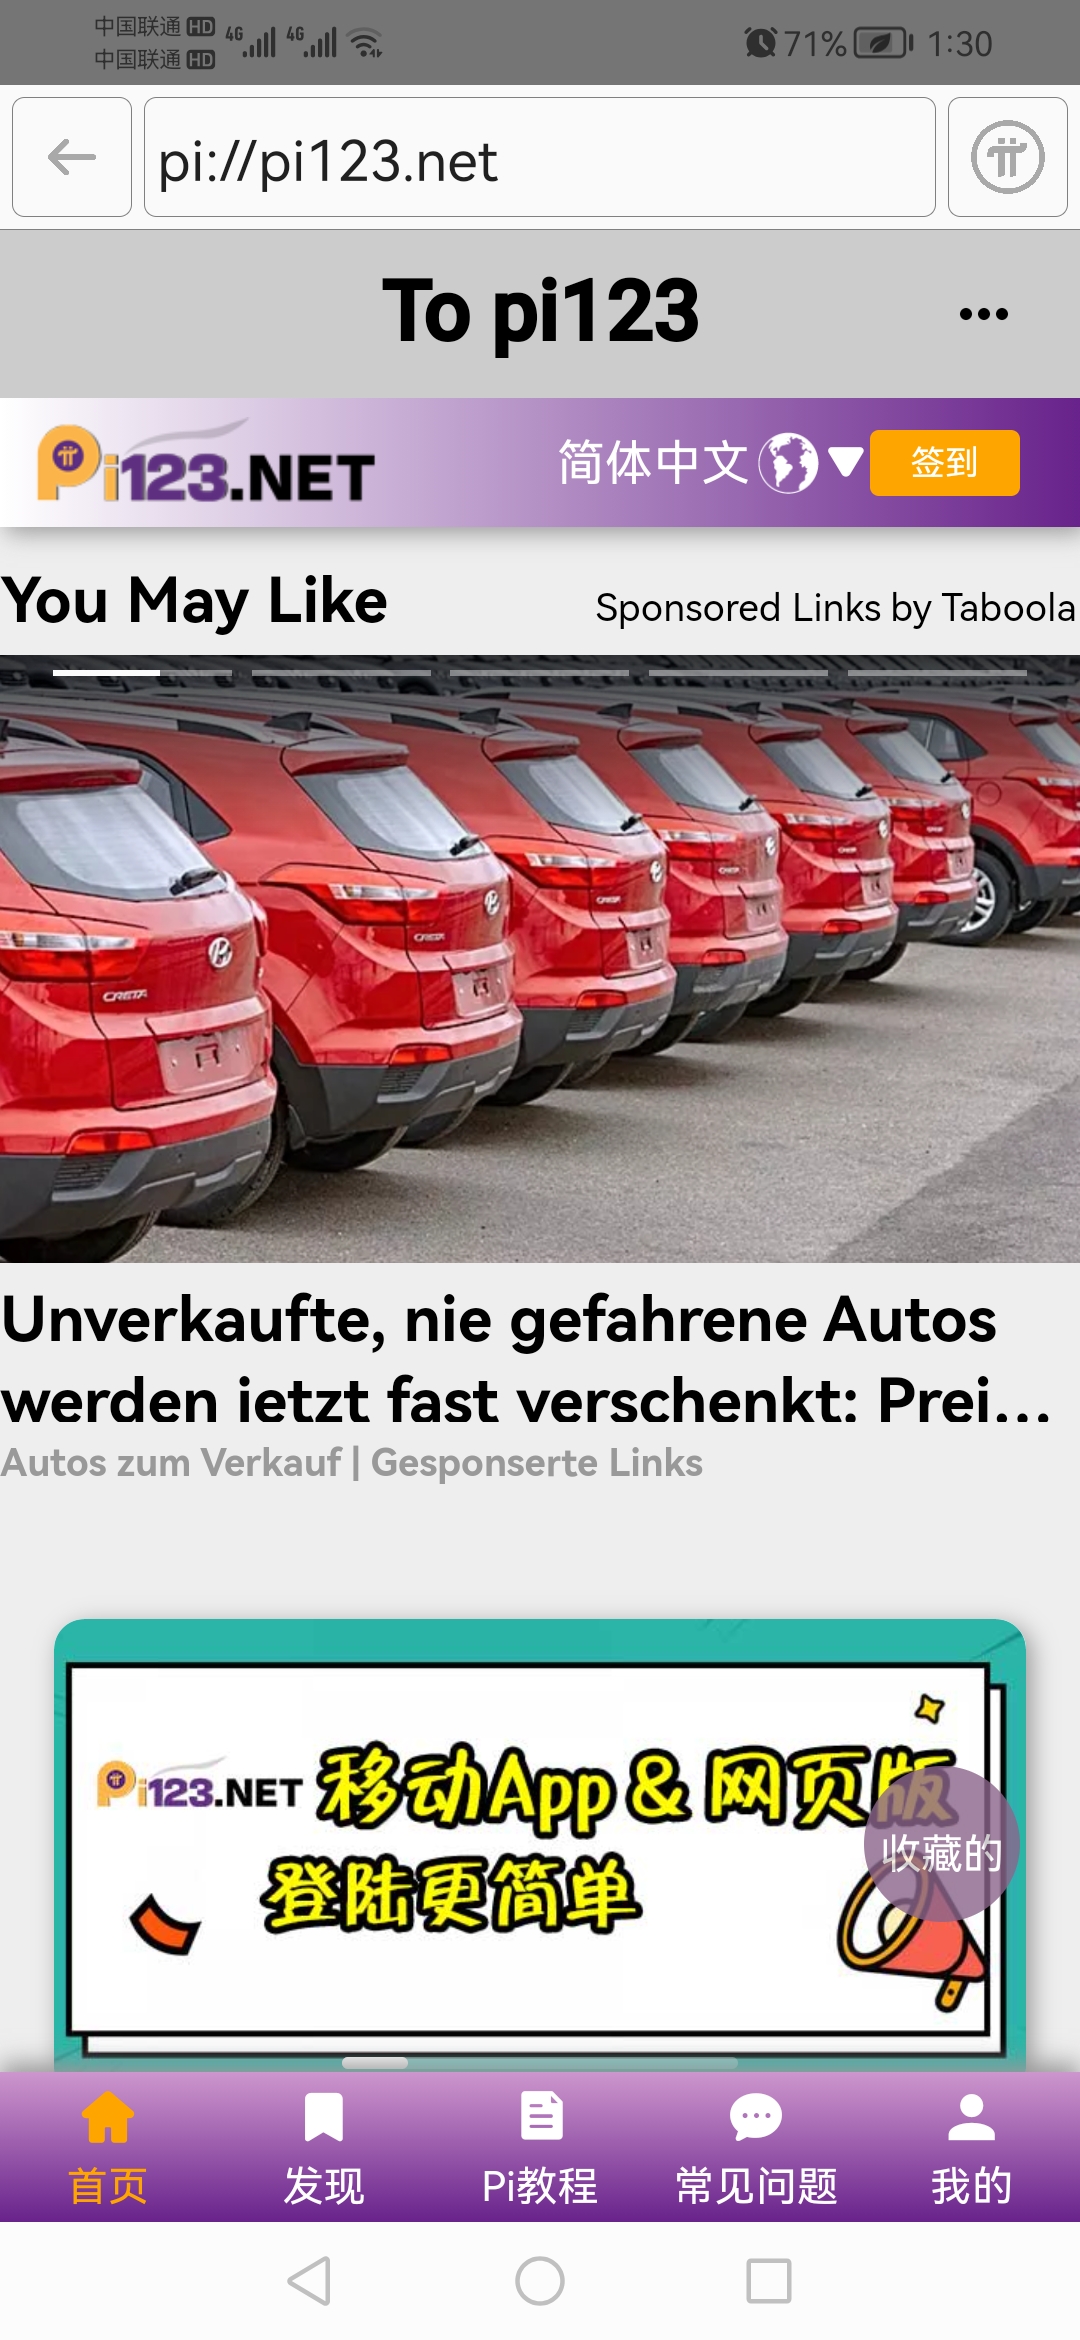 中国联通 HD
中国联通 HD
4G 4G
71% 1:30
pi://pi123.net
To pi123
Pi123.NET
简体中文
签到
You May Like
Sponsored Links by Taboola
CRETA
CRETA
CRETA
CRETA
Unverkaufte, nie gefahrene Autos
werden jetzt fast verschenkt: Prei...
Autos zum Verkauf | Gesponserte Links
Pi123.NET 移动App & 网页版
登陆更简单
收藏的
首页 发现 Pi教程 常见问题 我的